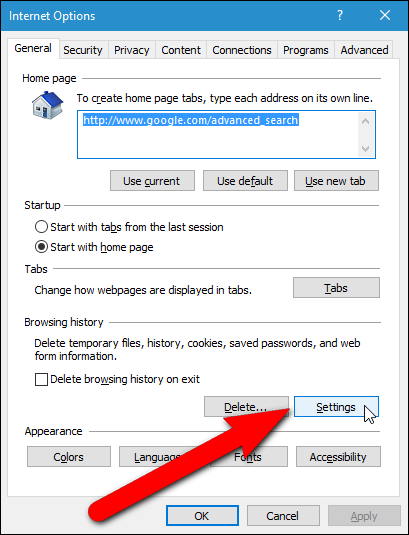 Internet Options
General Security Privacy Content Connections Programs Advanced
Home page
To create home page tabs, type each address on its own line.
http://www.google.com/advanced_search
Use current Use default Use new tab
Startup
Start with tabs from the last session
Start with home page
Tabs
Change how webpages are displayed in tabs. Tabs
Browsing history
Delete temporary files, history, cookies, saved passwords, and web
form information.
Delete browsing history on exit
Delete... Settings
Appearance
Colors Languages Fonts Accessibility
OK Cancel Apply